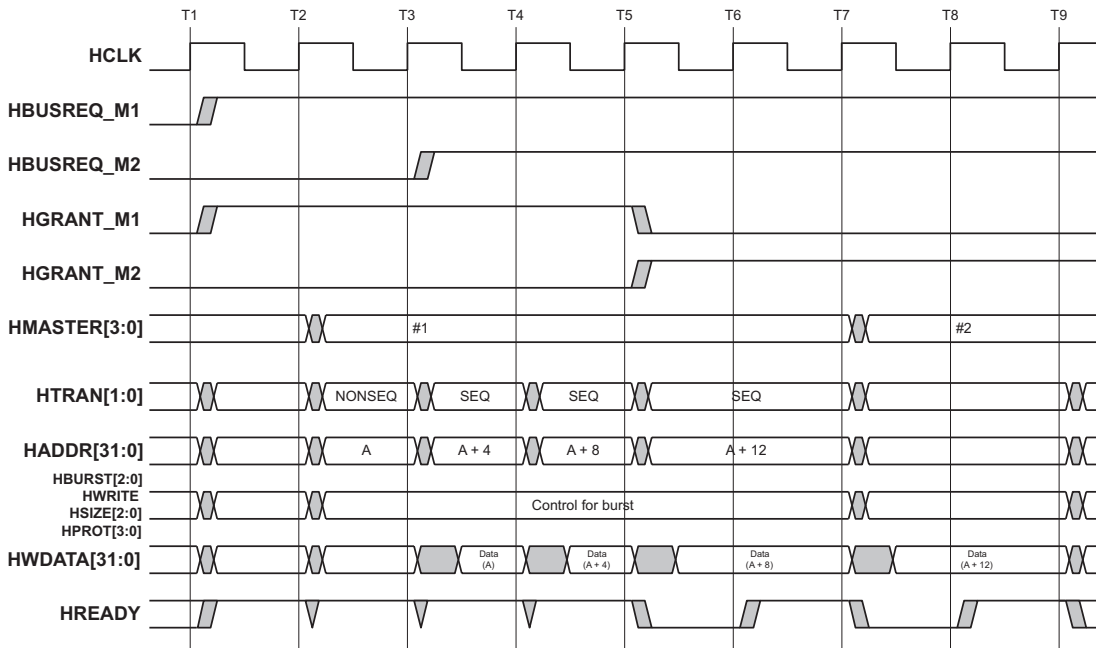 T1 T2 T3 T4 T5 T6 T7 T8 T9
HCLK
HBUSREQ_M1
HBUSREQ_M2
HGRANT_M1
HGRANT_M2
HMASTER[3:0] #1 #2
HTRAN[1:0] NONSEQ SEQ SEQ SEQ
HADDR[31:0] A A + 4 A + 8 A + 12
HBURST[2:0]
HWRITE
HSIZE[2:0] Control for burst
HPROT[3:0]
HWDATA[31:0] Data (A) Data (A + 4) Data (A + 8) Data (A + 12)
HREADY